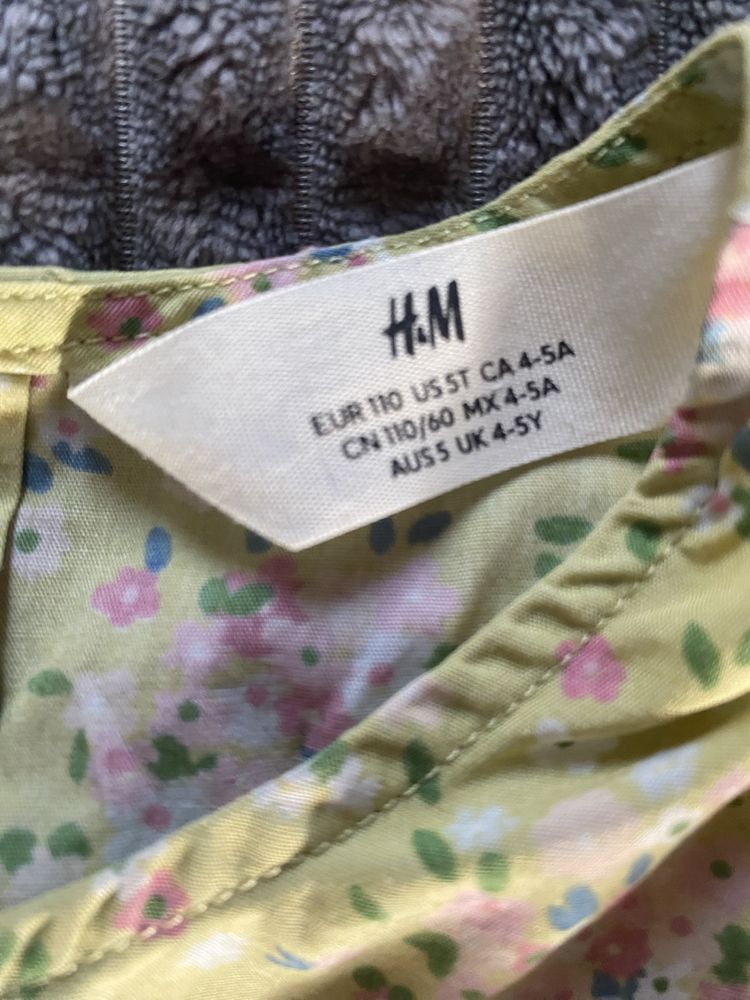 H&M
EUR 110 US 5T CA 4-5A
CN 110/60 MX 4-5A
AUS 5 UK 4-5Y